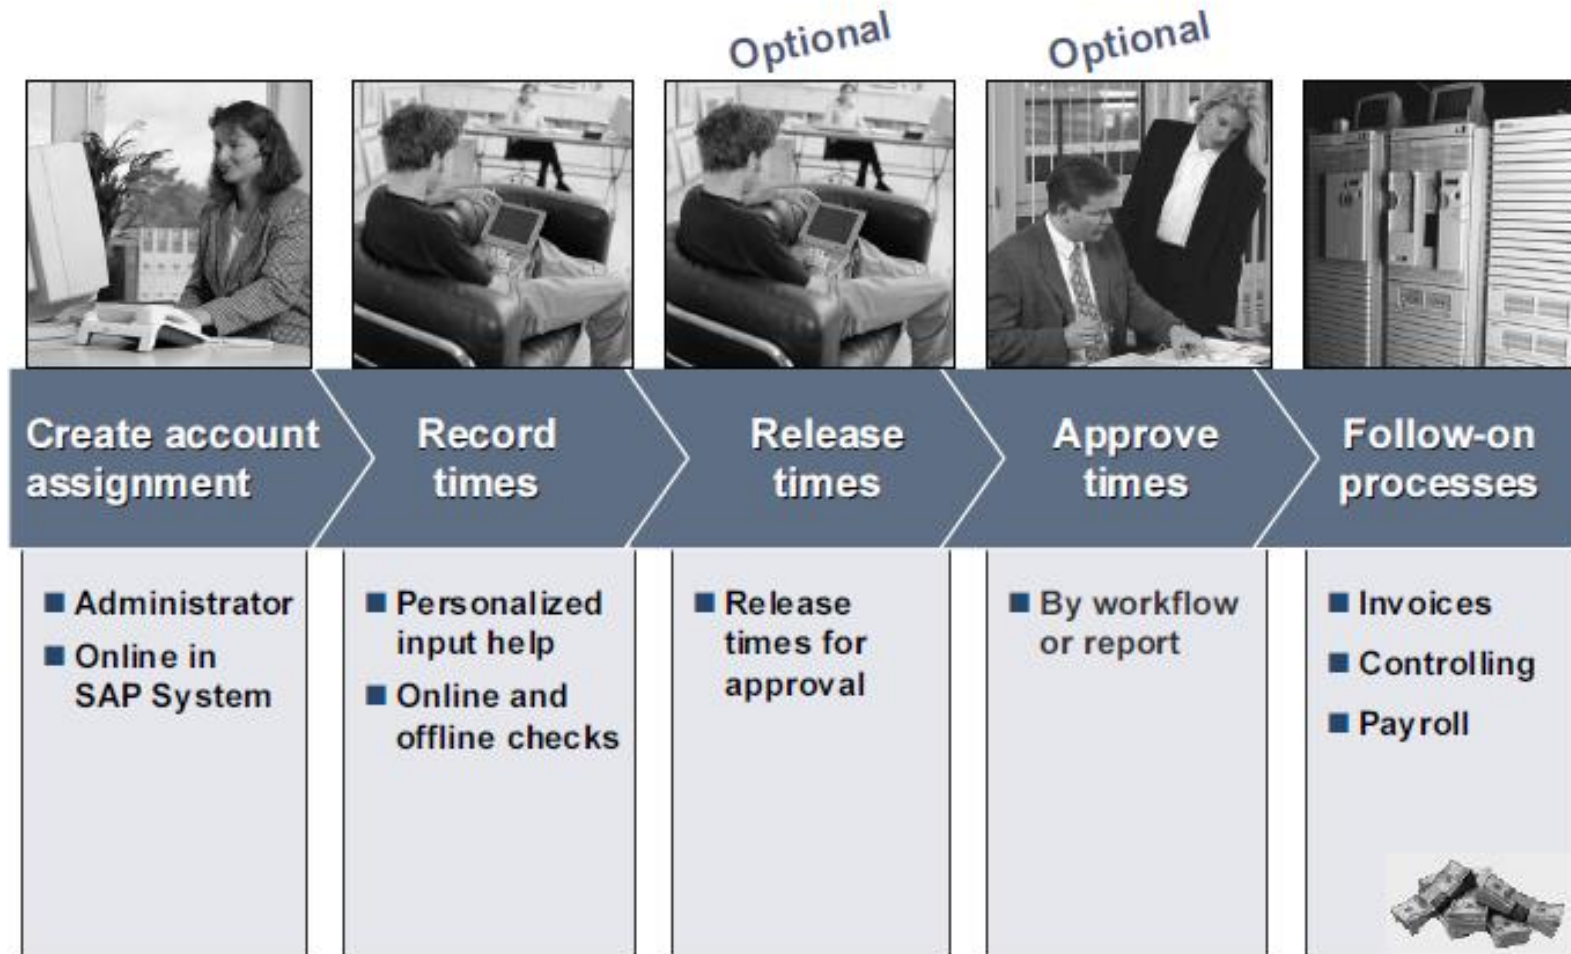 Optional
Optional
Create account
assignment
Record
times
Release
times
Approve
times
Follow-on
processes
■ Administrator
■ Online in
SAP System
■ Personalized
input help
■ Online and
offline checks
■ Release
times for
approval
■ By workflow
or report
■ Invoices
■ Controlling
■ Payroll